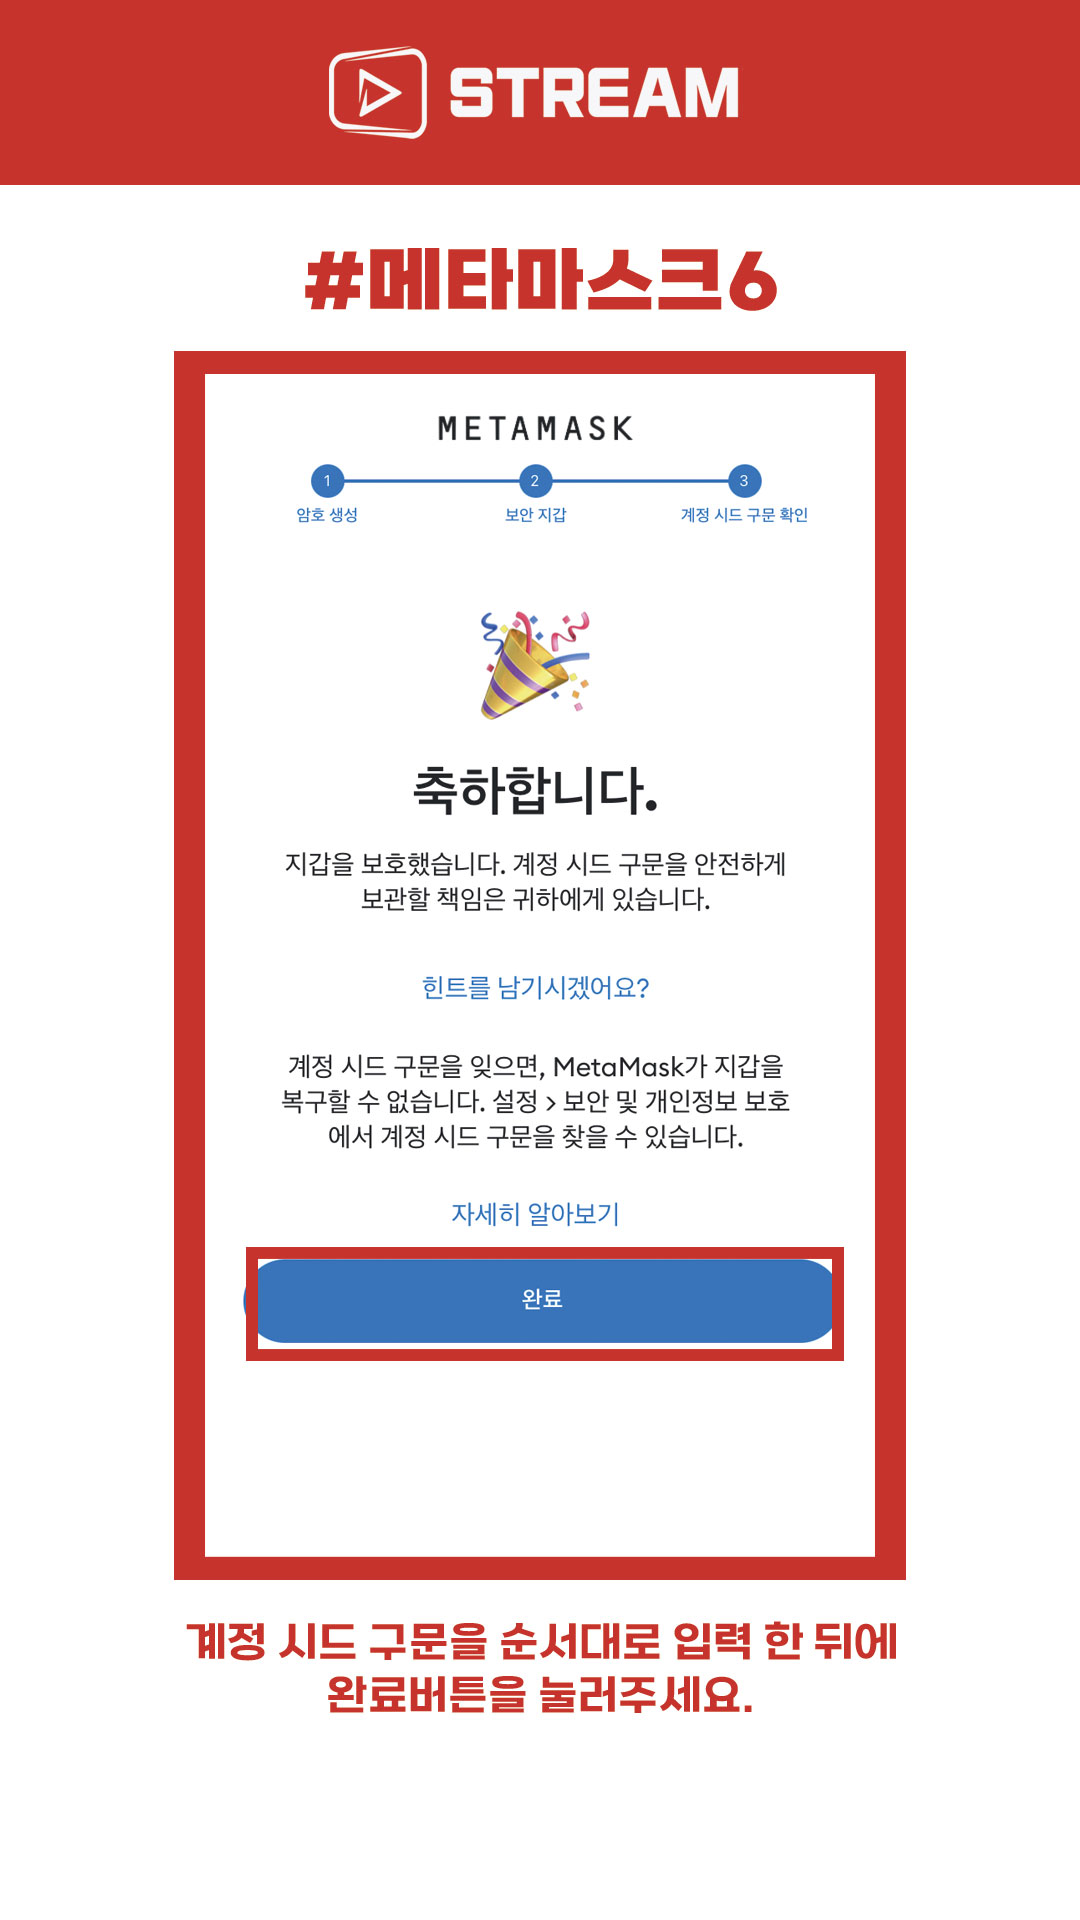 STREAM
#메타마스크6
METAMASK
1 2 3
암호 생성 보안 지갑 계정 시드 구문 확인
축하합니다.
지갑을 보호했습니다. 계정 시드 구문을 안전하게
보관할 책임은 귀하에게 있습니다.
힌트를 남기시겠어요?
계정 시드 구문을 잊으면, MetaMask가 지갑을
복구할 수 없습니다. 설정 > 보안 및 개인정보 보호
에서 계정 시드 구문을 찾을 수 있습니다.
자세히 알아보기
완료
계정 시드 구문을 순서대로 입력 한 뒤에
완료버튼을 눌러주세요.